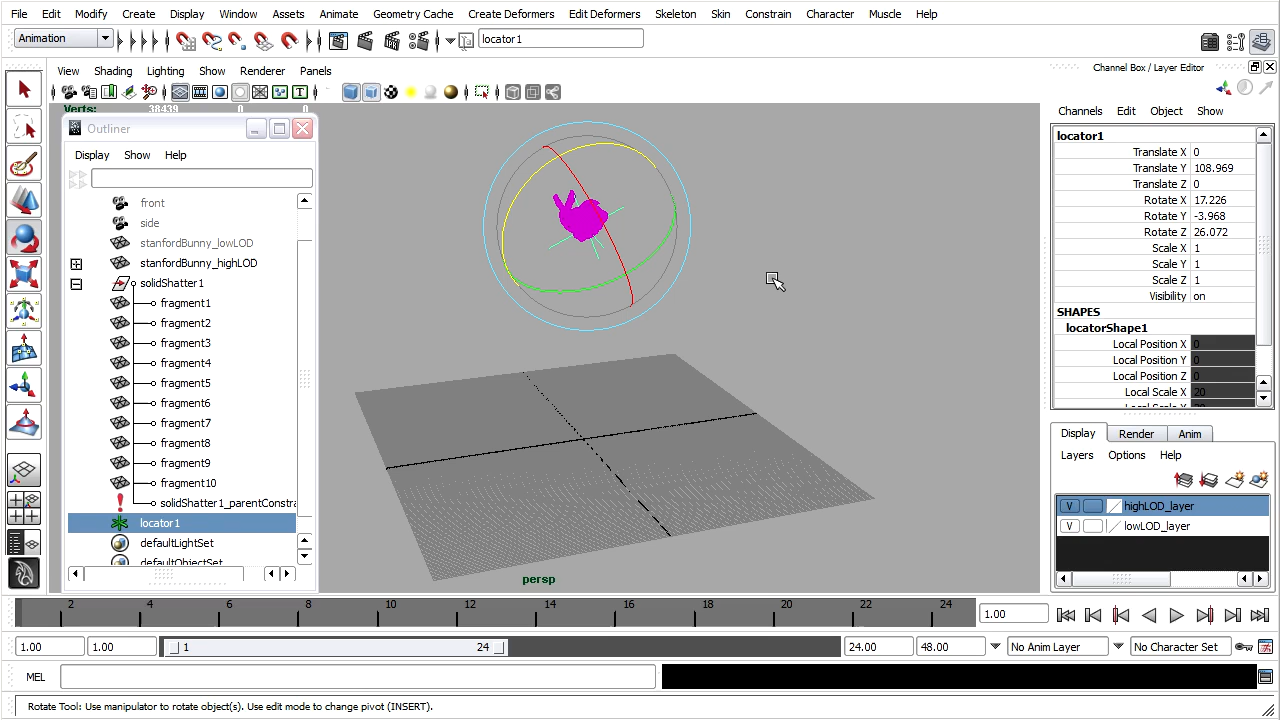 File Edit Modify Create Display Window Assets Animate Geometry Cache Create Deformers Edit Deformers Skeleton Skin Constrain Character Muscle Help
Animation
locator1
View Shading Lighting Show Renderer Panels
Channel Box / Layer Editor
Verts: 38439 0 0
Outliner
Display Show Help
front
side
stanfordBunny_lowLOD
stanfordBunny_highLOD
solidShatter1
fragment1
fragment2
fragment3
fragment4
fragment5
fragment6
fragment7
fragment8
fragment9
fragment10
solidShatter1_parentConstra
locator1
defaultLightSet
defaultObjectSet
persp
Channels Edit Object Show
locator1
Translate X 0
Translate Y 108.969
Translate Z 0
Rotate X 17.226
Rotate Y -3.968
Rotate Z 26.072
Scale X 1
Scale Y 1
Scale Z 1
Visibility on
SHAPES
locatorShape1
Local Position X 0
Local Position Y 0
Local Position Z 0
Local Scale X 20
Local Scale Y 20
Display Render Anim
Layers Options Help
V highLOD_layer
V lowLOD_layer
2 4 6 8 10 12 14 16 18 20 22 24
1.00
1.00 1.00 1 24 24.00 48.00 No Anim Layer No Character Set
MEL
Rotate Tool: Use manipulator to rotate object(s). Use edit mode to change pivot (INSERT).